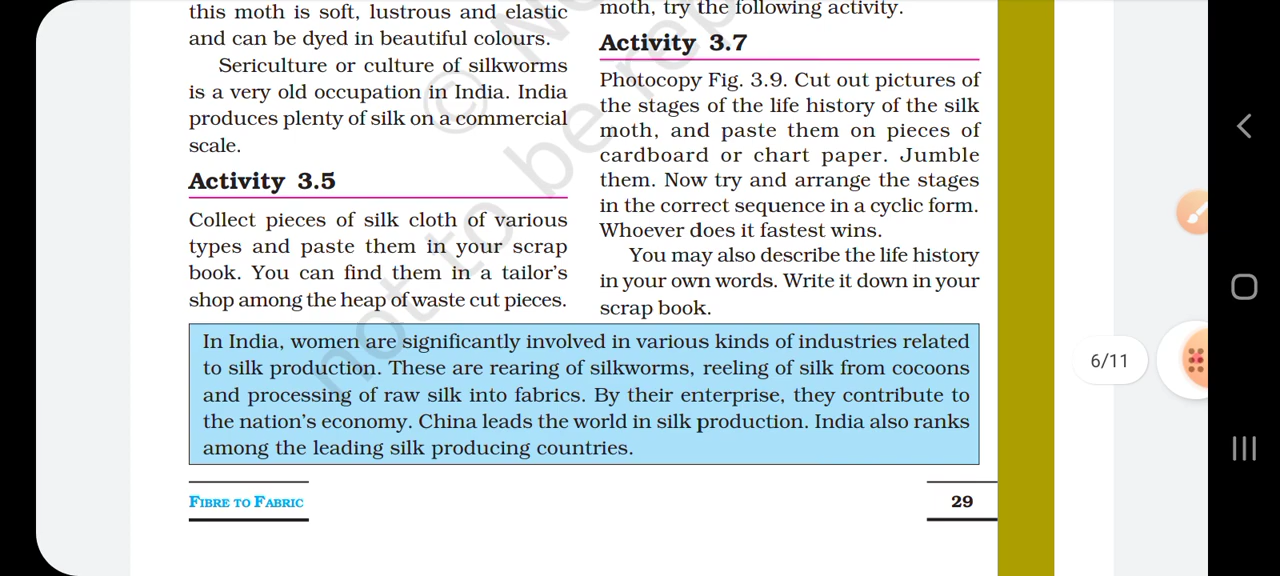 this moth is soft, lustrous and elastic
and can be dyed in beautiful colours.
Sericulture or culture of silkworms
is a very old occupation in India. India
produces plenty of silk on a commercial
scale.
Activity 3.5
Collect pieces of silk cloth of various
types and paste them in your scrap
book. You can find them in a tailor's
shop among the heap of waste cut pieces.
moth, try the following activity.
Activity 3.7
Photocopy Fig. 3.9. Cut out pictures of
the stages of the life history of the silk
moth, and paste them on pieces of
cardboard or chart paper. Jumble
them. Now try and arrange the stages
in the correct sequence in a cyclic form.
Whoever does it fastest wins.
You may also describe the life history
in your own words. Write it down in your
scrap book.
In India, women are significantly involved in various kinds of industries related
to silk production. These are rearing of silkworms, reeling of silk from cocoons
and processing of raw silk into fabrics. By their enterprise, they contribute to
the nation's economy. China leads the world in silk production. India also ranks
among the leading silk producing countries.
FIBRE TO FABRIC
29
6/11
© N
not to be rep